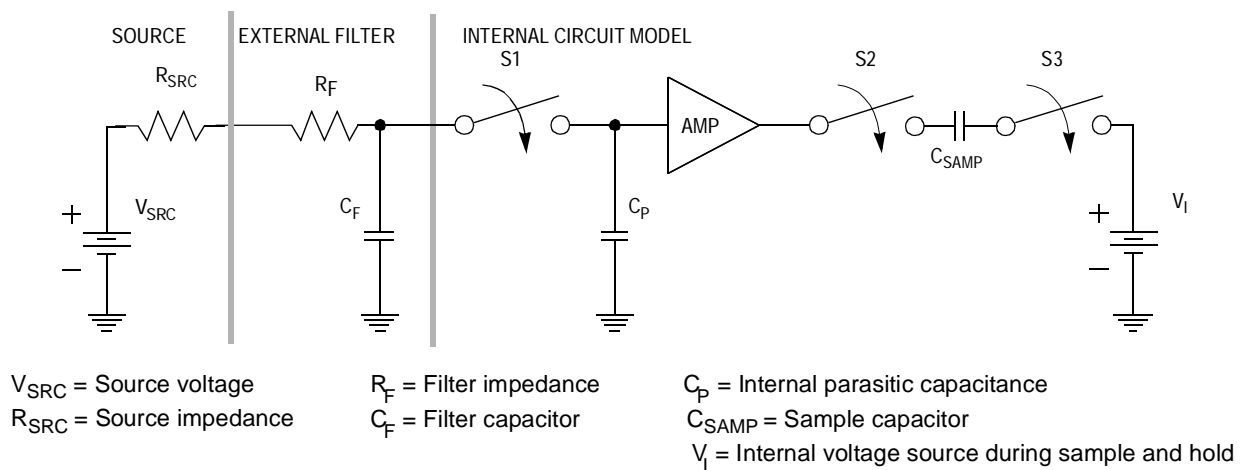 SOURCE
EXTERNAL FILTER
INTERNAL CIRCUIT MODEL
S1
S2
S3
RSRC
RF
AMP
CSAMP
+
VSRC
−
CF
CP
+
VI
−
VSRC = Source voltage
RF = Filter impedance
CP = Internal parasitic capacitance
RSRC = Source impedance
CF = Filter capacitor
CSAMP = Sample capacitor
VI = Internal voltage source during sample and hold